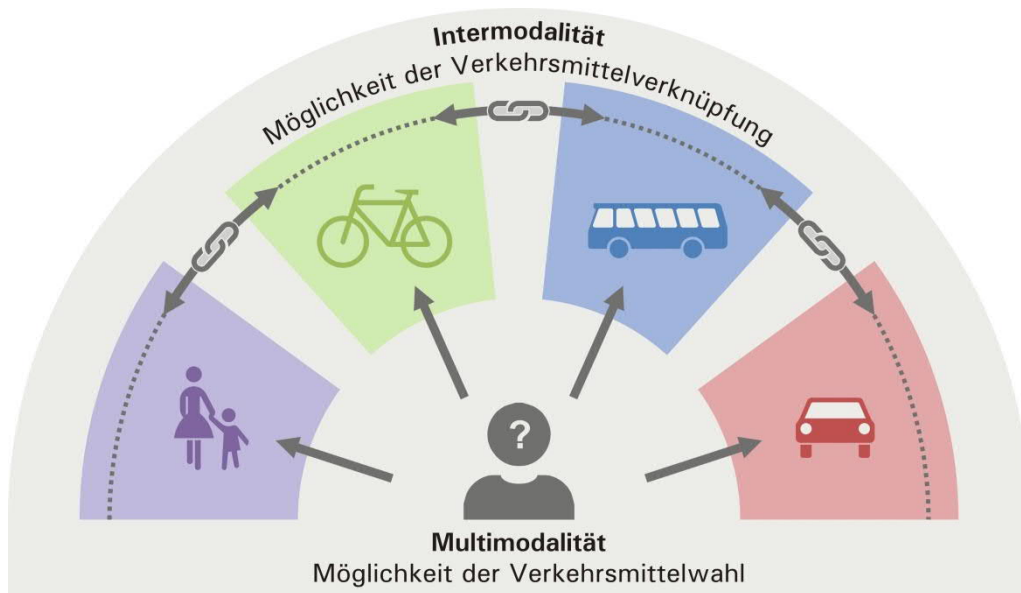 Intermodalität
Möglichkeit der Verkehrsmittelverknüpfung
?
Multimodalität
Möglichkeit der Verkehrsmittelwahl